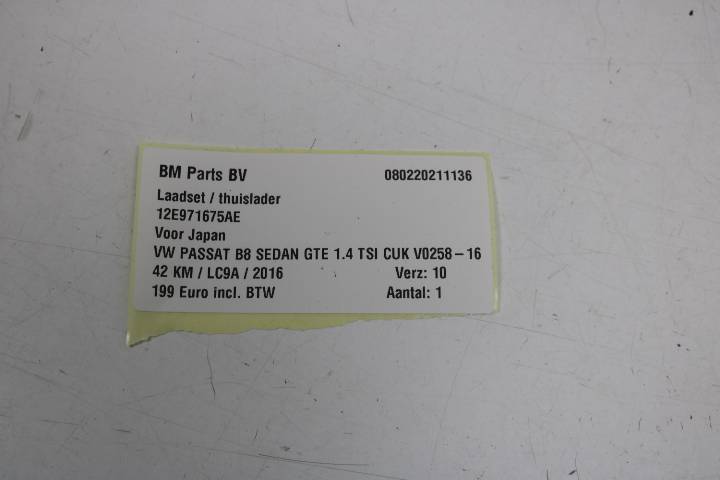 BM Parts BV 080220211136
Laadset / thuislader
12E971675AE
Voor Japan
VW PASSAT B8 SEDAN GTE 1.4 TSI CUK V0258-16
42 KM / LC9A / 2016 Verz: 10
199 Euro incl. BTW Aantal: 1